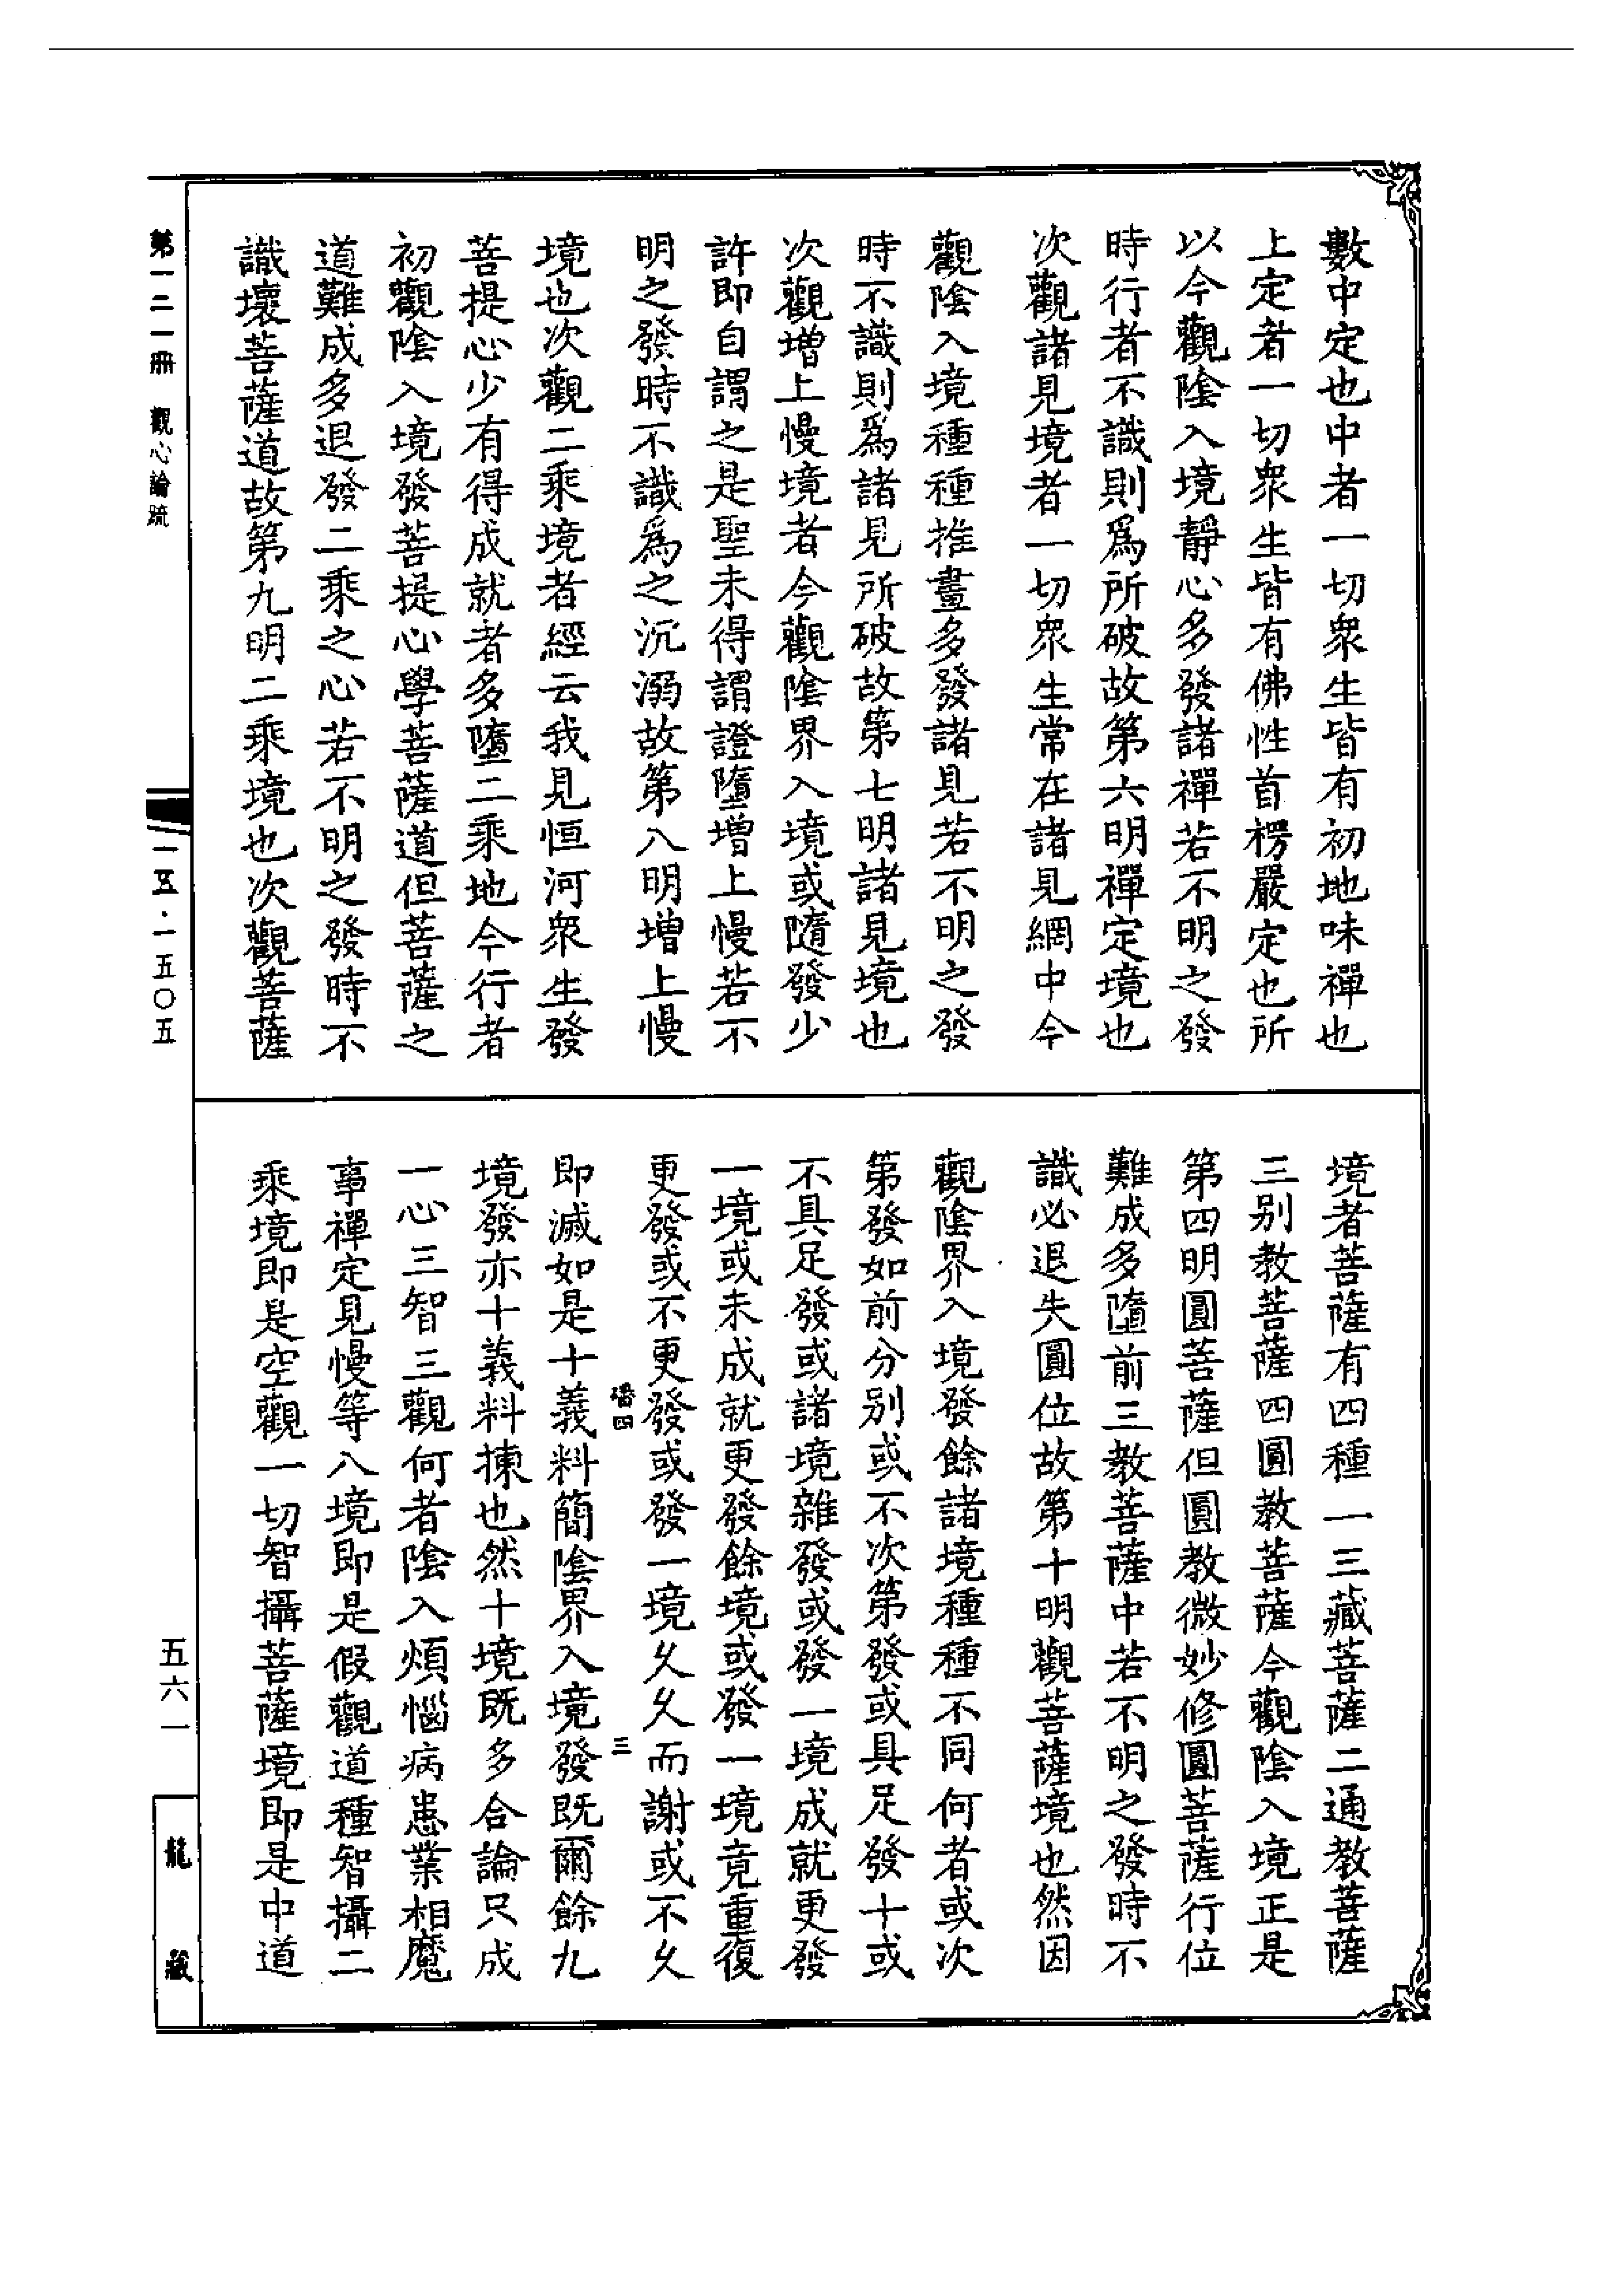 數中定也中者一切眾生皆有初地味禪也
上定者一切眾生皆有佛性首楞嚴定也所
以今觀陰入境靜心多發諸禪若不明之發
時行者不識則爲所破故第六明禪定境也
次觀諸見境者一切眾生常在諸見網中今
觀陰入境種種推畫多發諸見若不明之發
時不識則爲諸見所破故第七明諸見境也
次觀增上慢境者今觀陰界入境或隨發少
許即自謂之是聖未得謂證墮增上慢若不
明之發時不識爲之沉溺故第八明增上慢
境也次觀二乘境者經云我見恒河眾生發
菩提心少有得成就者多墮二乘地今行者
初觀陰入境發菩提心學菩薩道但菩薩之
道難成多退發二乘之心若不明之發時不
識壞菩薩道故第九明二乘境也次觀菩薩
境者菩薩有四種一三藏菩薩二通教菩薩
三別教菩薩四圓教菩薩今觀陰入境正是
第四明圓菩薩但圓教微妙修圓菩薩行位
難成多墮前三教菩薩中若不明之發時不
識必退失圓位故第十明觀菩薩境也然因
觀陰界入境發餘諸境種種不同何者或次
第發如前分別或不次第發或具足發十或
不具足發或諸境雜發或發一境成就更發
一境或未成就更發餘境或發一境竟重復
更發或不更發或發一境久久而謝或不久
即滅如是十義料簡陰界入境發既爾餘九
境發亦十義料揀也然十境既多合論只成
一心三智三觀何者陰入煩惱病患業相魔
事禪定見慢等八境即是假觀道種智攝二
乘境即是空觀一切智攝菩薩境即是中道
第一二一冊 觀心論疏
一五·一五〇五
五六一
龍藏
四
三